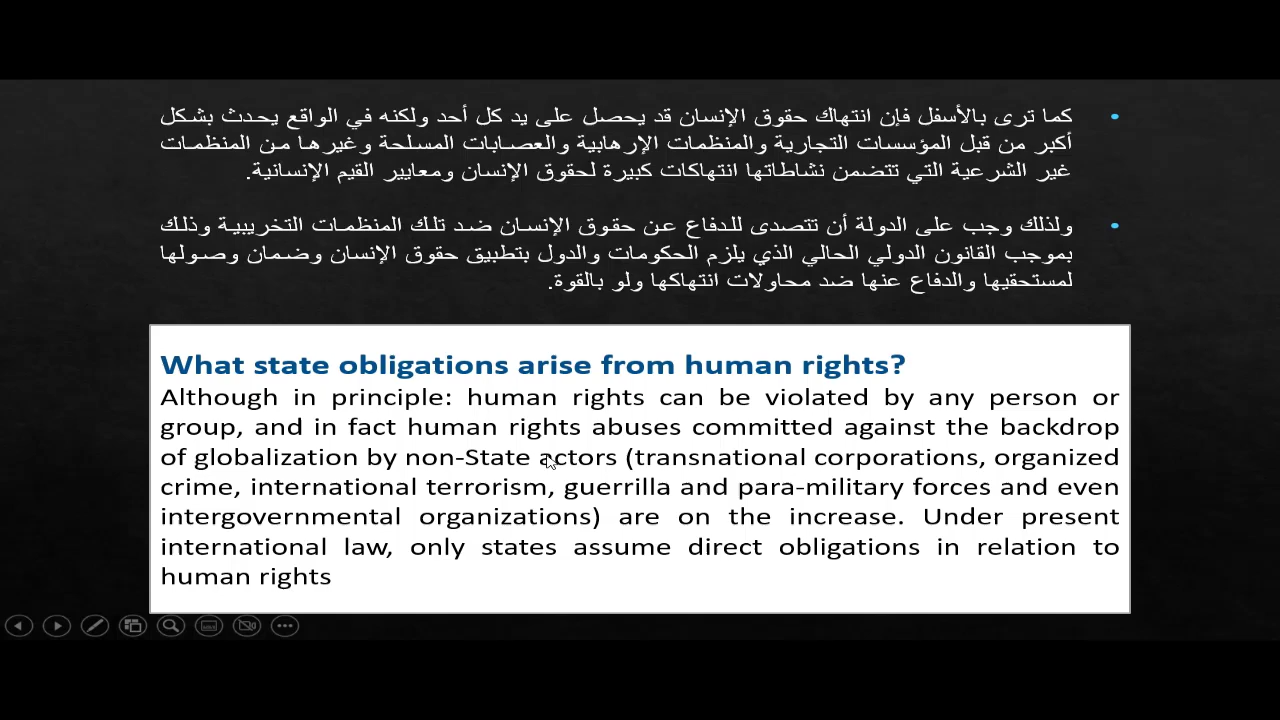 كما ترى بالأسفل فإن انتهاك حقوق الإنسان قد يحصل على يد كل أحد ولكنه في الواقع يحدث بشكل
أكبر من قبل المؤسسات التجارية والمنظمات الإرهابية والعصابات المسلحة وغيرها من المنظمات
غير الشرعية التي تتضمن نشاطاتها انتهاكات كبيرة لحقوق الإنسان ومعايير القيم الإنسانية.
ولذلك وجب على الدولة أن تتصدى للدفاع عن حقوق الإنسان ضد تلك المنظمات التخريبية وذلك
بموجب القانون الدولي الحالي الذي يلزم الحكومات والدول بتطبيق حقوق الإنسان وضمان وصولها
لمستحقيها والدفاع عنها ضد محاولات انتهاكها ولو بالقوة.
What state obligations arise from human rights?
Although in principle: human rights can be violated by any person or
group, and in fact human rights abuses committed against the backdrop
of globalization by non-State actors (transnational corporations, organized
crime, international terrorism, guerrilla and para-military forces and even
intergovernmental organizations) are on the increase. Under present
international law, only states assume direct obligations in relation to
human rights